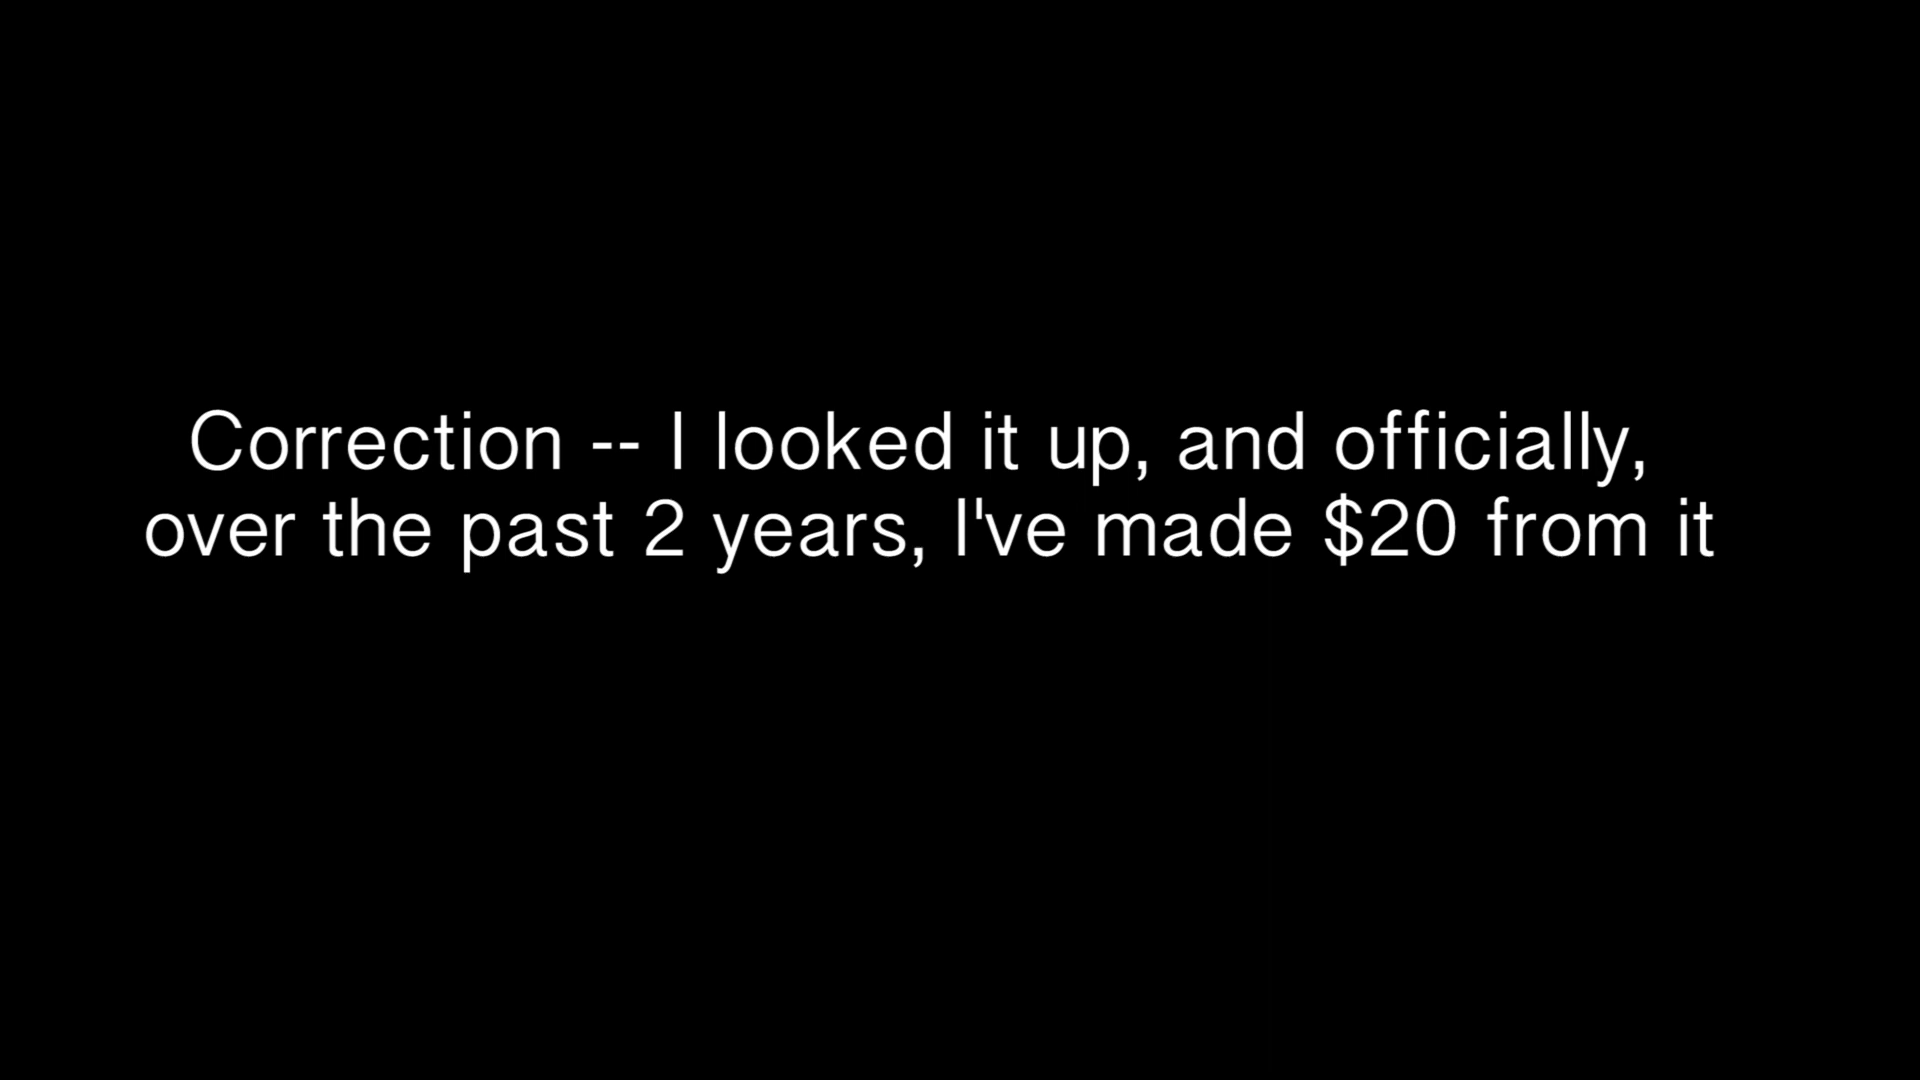 Correction -- I looked it up, and officially,
over the past 2 years, I've made $20 from it